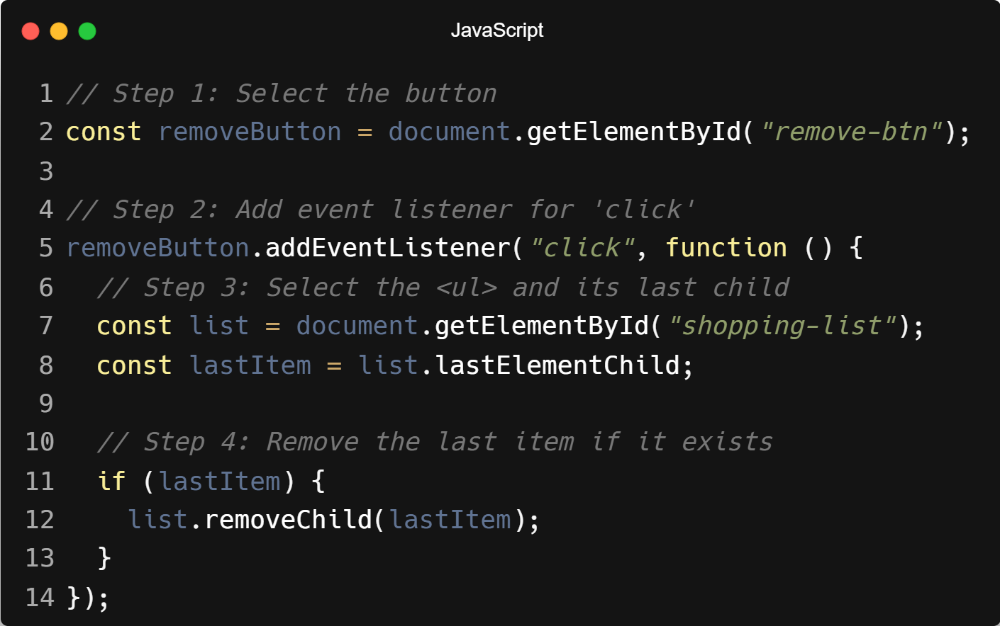 JavaScript
1 // Step 1: Select the button
2 const removeButton = document.getElementById("remove-btn");
3
4 // Step 2: Add event listener for 'click'
5 removeButton.addEventListener("click", function () {
6   // Step 3: Select the <ul> and its last child
7   const list = document.getElementById("shopping-list");
8   const lastItem = list.lastElementChild;
9
10   // Step 4: Remove the last item if it exists
11   if (lastItem) {
12     list.removeChild(lastItem);
13   }
14 });